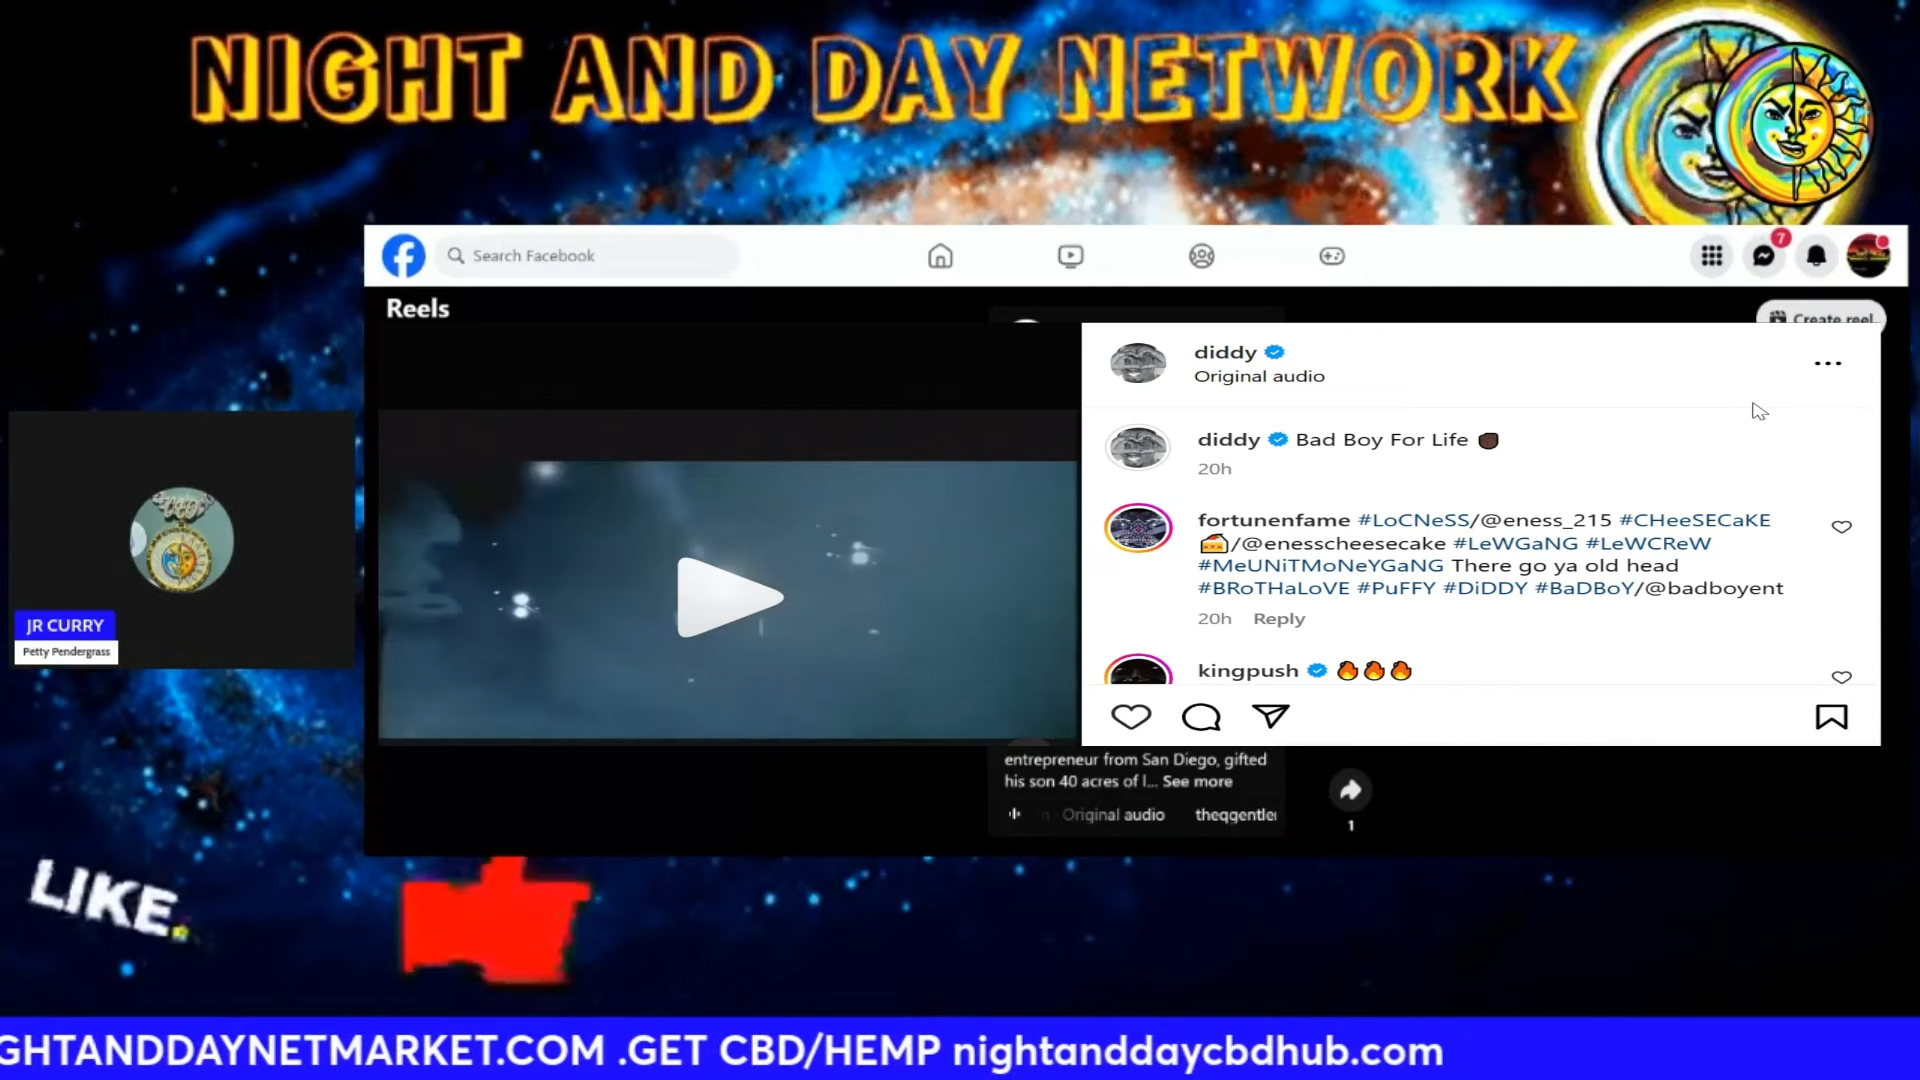 NIGHT AND DAY NETWORK
Search Facebook
7
Reels
Create reel
diddy
Original audio
diddy Bad Boy For Life ✊🏿
20h
fortunenfame #LoCNeSS/@eness_215 #CHeeSECaKE
🍰/@enesscheesecake #LeWGaNG #LeWCReW
#MeUNiTMoNeYGaNG There go ya old head
#BRoTHaLoVE #PuFFY #DiDDY #BaDBoY/@badboyent
20h Reply
kingpush 🔥🔥🔥
JR CURRY
Petty Pendergrass
entrepreneur from San Diego, gifted
his son 40 acres of l... See more
Original audio theqgentle
1
LIKE.
GHTANDDAYNETMARKET.COM .GET CBD/HEMP nightanddaycbdhub.com